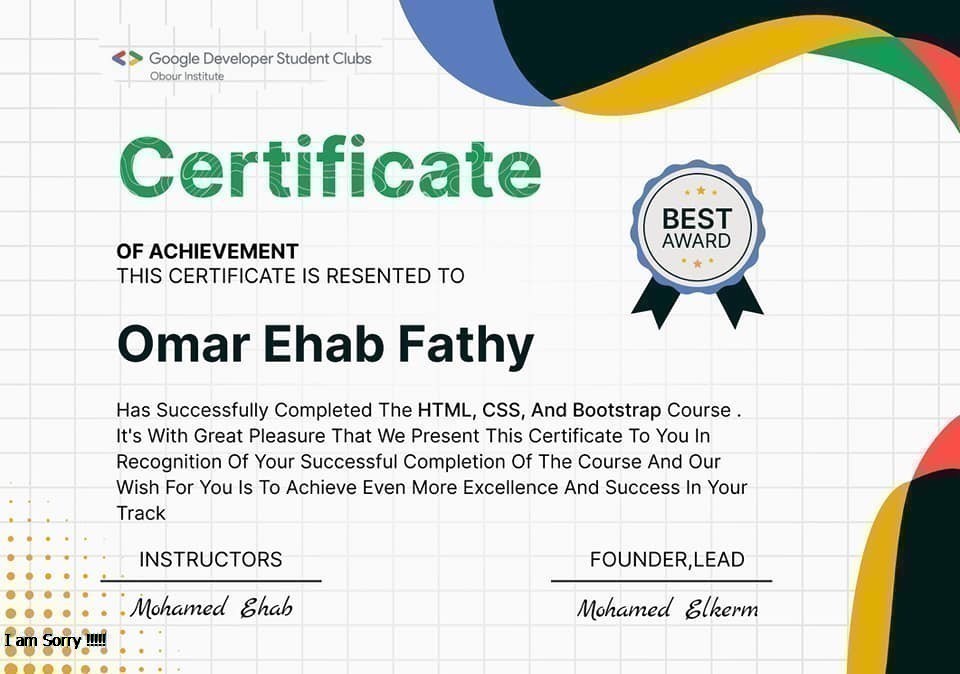 Google Developer Student Clubs
Obour Institute
Certificate
OF ACHIEVEMENT
THIS CERTIFICATE IS RESENTED TO
BEST
AWARD
Omar Ehab Fathy
Has Successfully Completed The HTML, CSS, And Bootstrap Course .
It's With Great Pleasure That We Present This Certificate To You In
Recognition Of Your Successful Completion Of The Course And Our
Wish For You Is To Achieve Even More Excellence And Success In Your
Track
INSTRUCTORS
Mohamed Ehab
FOUNDER,LEAD
Mohamed Elkerm
I am Sorry !!!!!